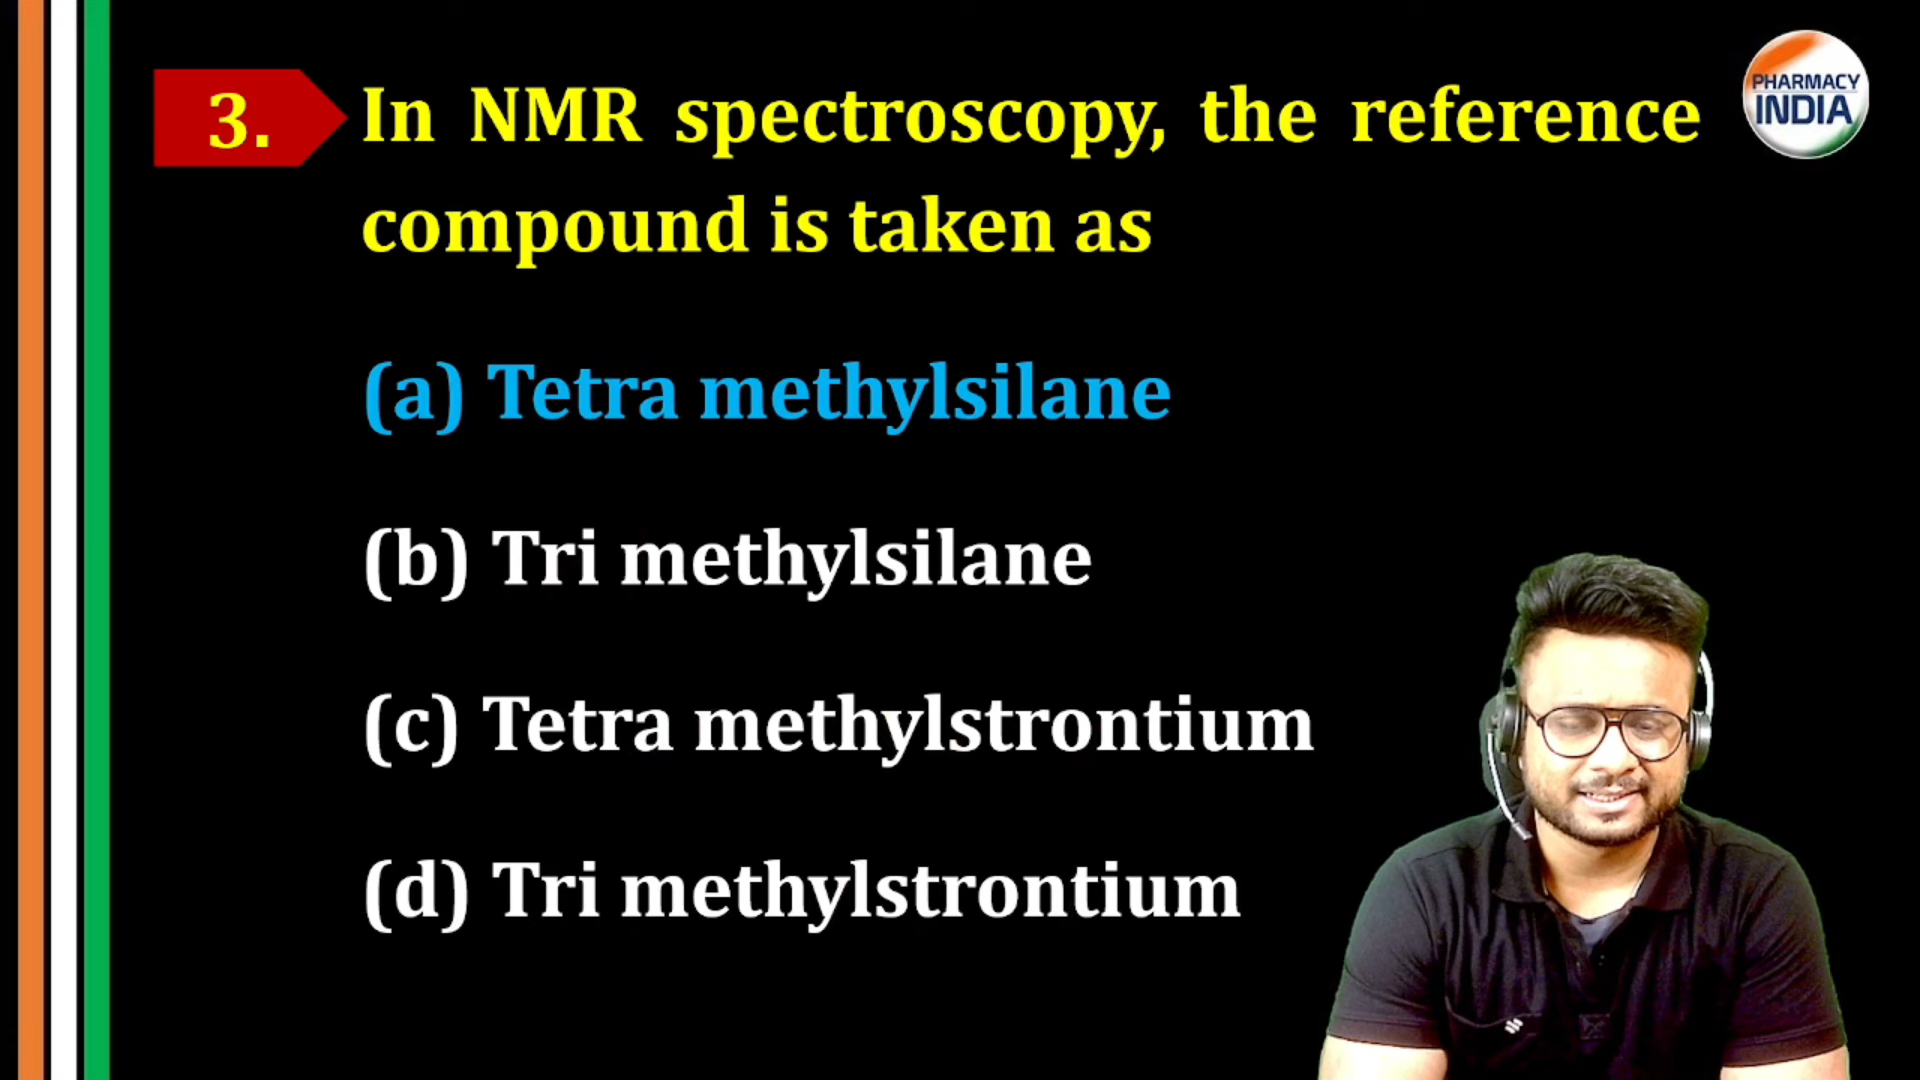 3.
In NMR spectroscopy, the reference
compound is taken as
(a) Tetra methylsilane
(b) Tri methylsilane
(c) Tetra methylstrontium
(d) Tri methylstrontium
PHARMACY
INDIA